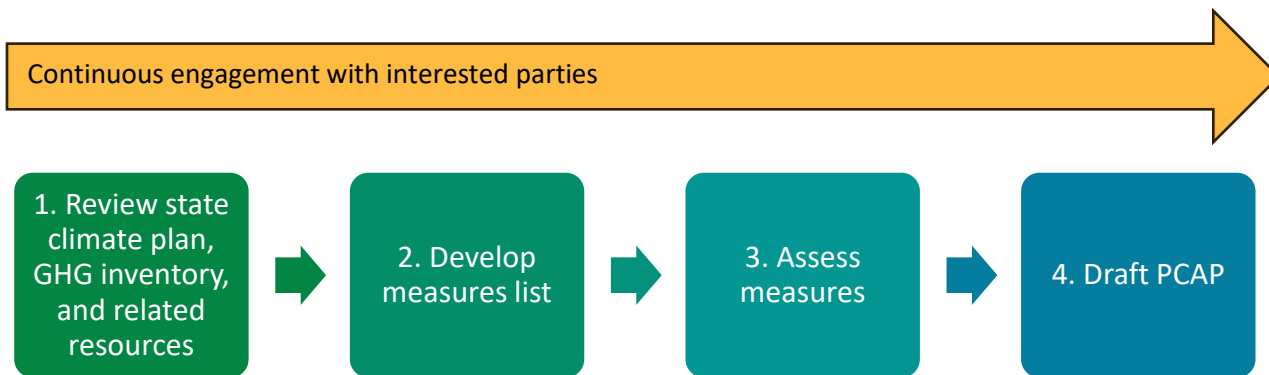 Continuous engagement with interested parties
1. Review state
climate plan,
GHG inventory,
and related
resources
2. Develop
measures list
3. Assess
measures
4. Draft PCAP